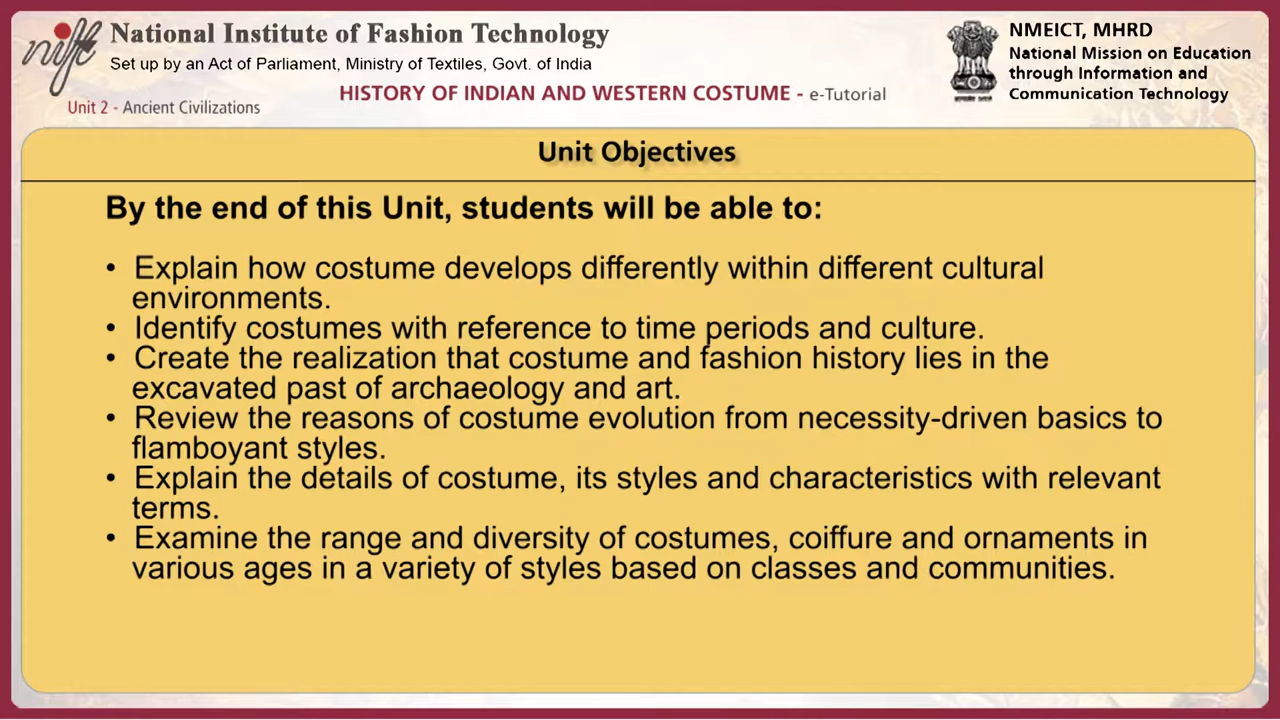 nift
National Institute of Fashion Technology
Set up by an Act of Parliament, Ministry of Textiles, Govt. of India
HISTORY OF INDIAN AND WESTERN COSTUME - e-Tutorial
Unit 2 - Ancient Civilizations
NMEICT, MHRD
National Mission on Education
through Information and
Communication Technology
Unit Objectives
By the end of this Unit, students will be able to:
• Explain how costume develops differently within different cultural
environments.
• Identify costumes with reference to time periods and culture.
• Create the realization that costume and fashion history lies in the
excavated past of archaeology and art.
• Review the reasons of costume evolution from necessity-driven basics to
flamboyant styles.
• Explain the details of costume, its styles and characteristics with relevant
terms.
• Examine the range and diversity of costumes, coiffure and ornaments in
various ages in a variety of styles based on classes and communities.